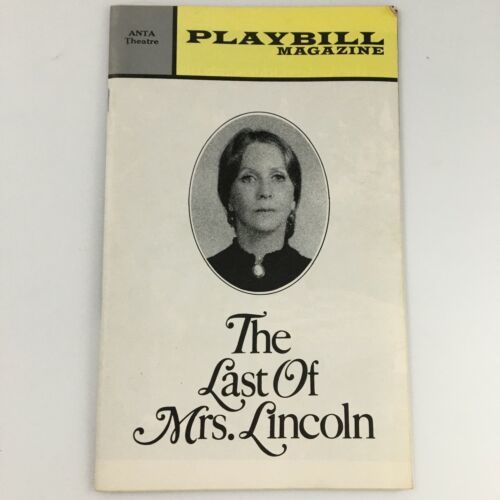 ANTA
Theatre
PLAYBILL
MAGAZINE
The
Last Of
Mrs. Lincoln